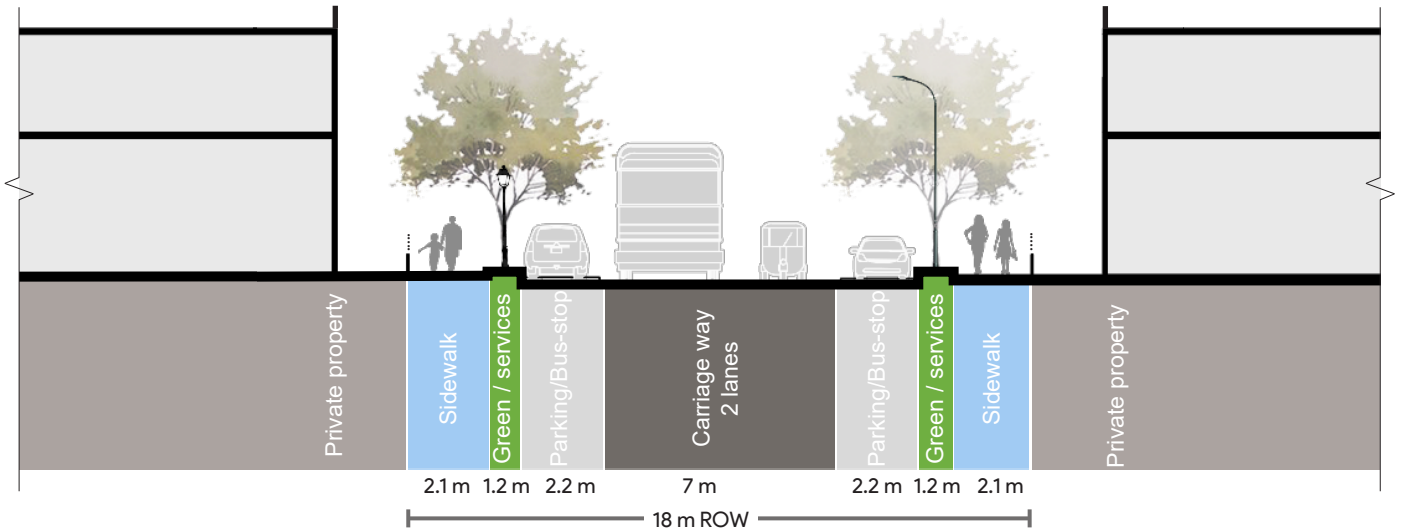 Private property
Sidewalk
Green / services
Parking/Bus-stop
Carriage way
2 lanes
Parking/Bus-stop
Green / services
Sidewalk
Private property
2.1 m 1.2 m 2.2 m 7 m 2.2 m 1.2 m 2.1 m
18 m ROW